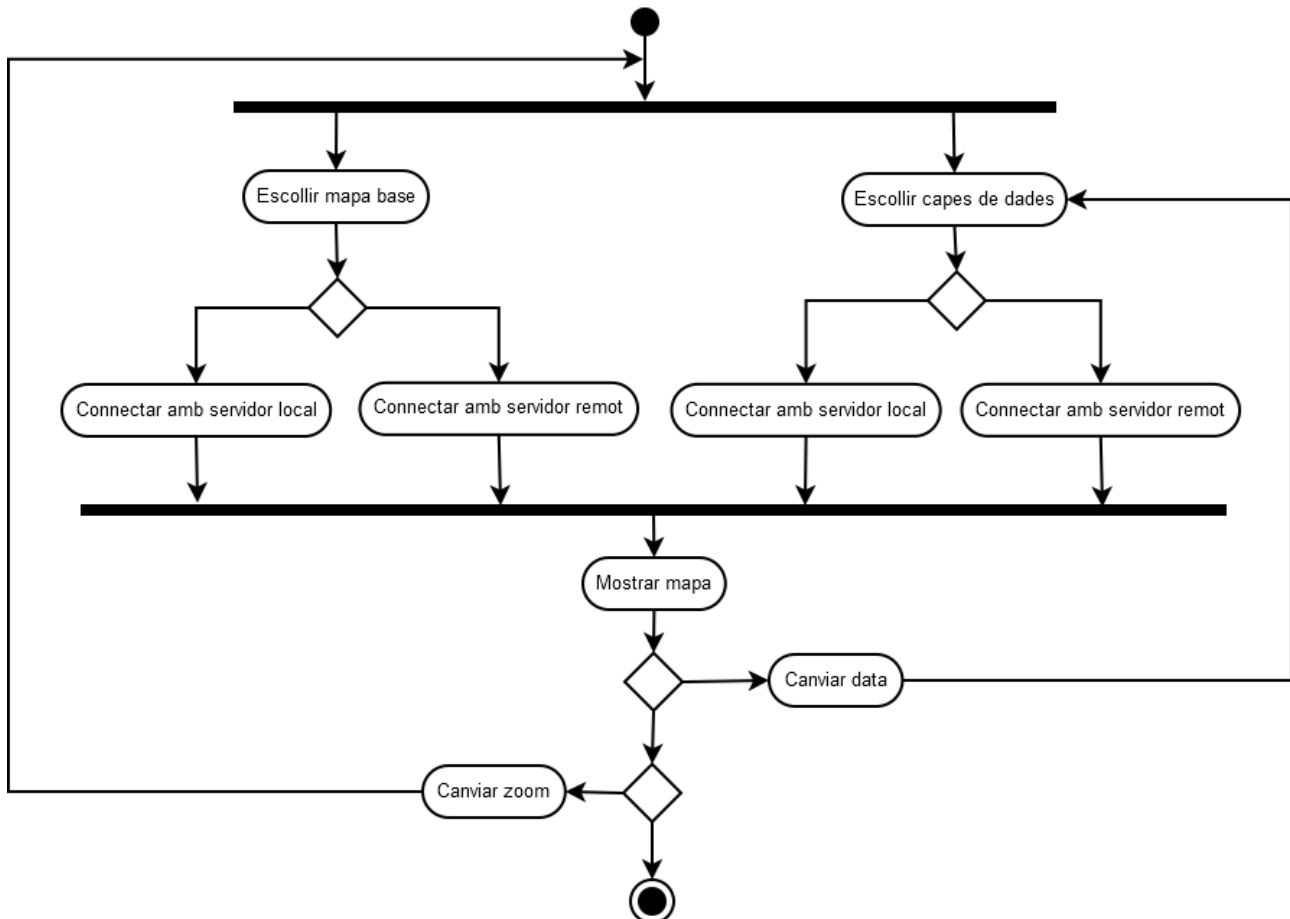 Escollir mapa base
Escollir capes de dades
Connectar amb servidor local
Connectar amb servidor remot
Connectar amb servidor local
Connectar amb servidor remot
Mostrar mapa
Canviar data
Canviar zoom